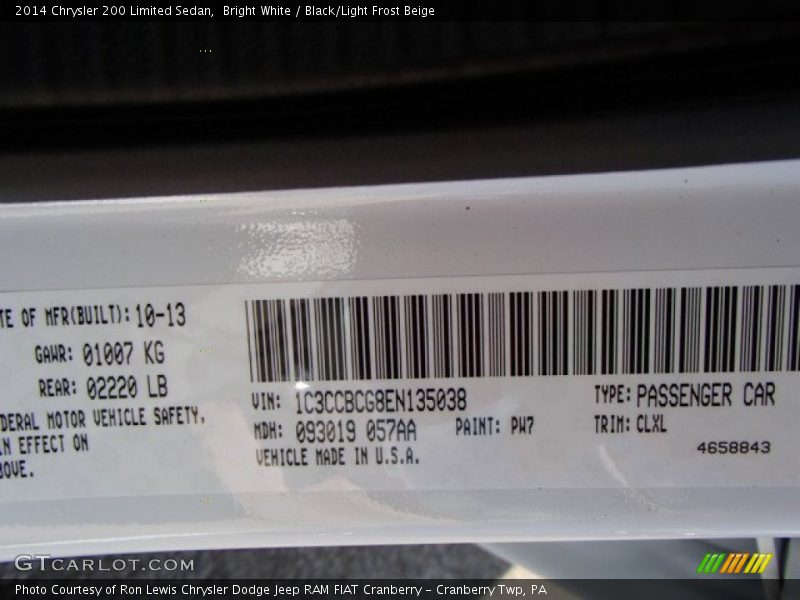 2014 Chrysler 200 Limited Sedan,  Bright White / Black/Light Frost Beige
TE OF MFR(BUILT): 10-13
GAWR: 01007 KG
REAR: 02220 LB
DERAL MOTOR VEHICLE SAFETY,
IN EFFECT ON
BOVE.
VIN: 1C3CCBCG8EN135038
MDH: 093019 057AA PAINT: PW7
VEHICLE MADE IN U.S.A.
TYPE: PASSENGER CAR
TRIM: CLXL
4658843
GTCARLOT.COM
Photo Courtesy of Ron Lewis Chrysler Dodge Jeep RAM FIAT Cranberry - Cranberry Twp, PA